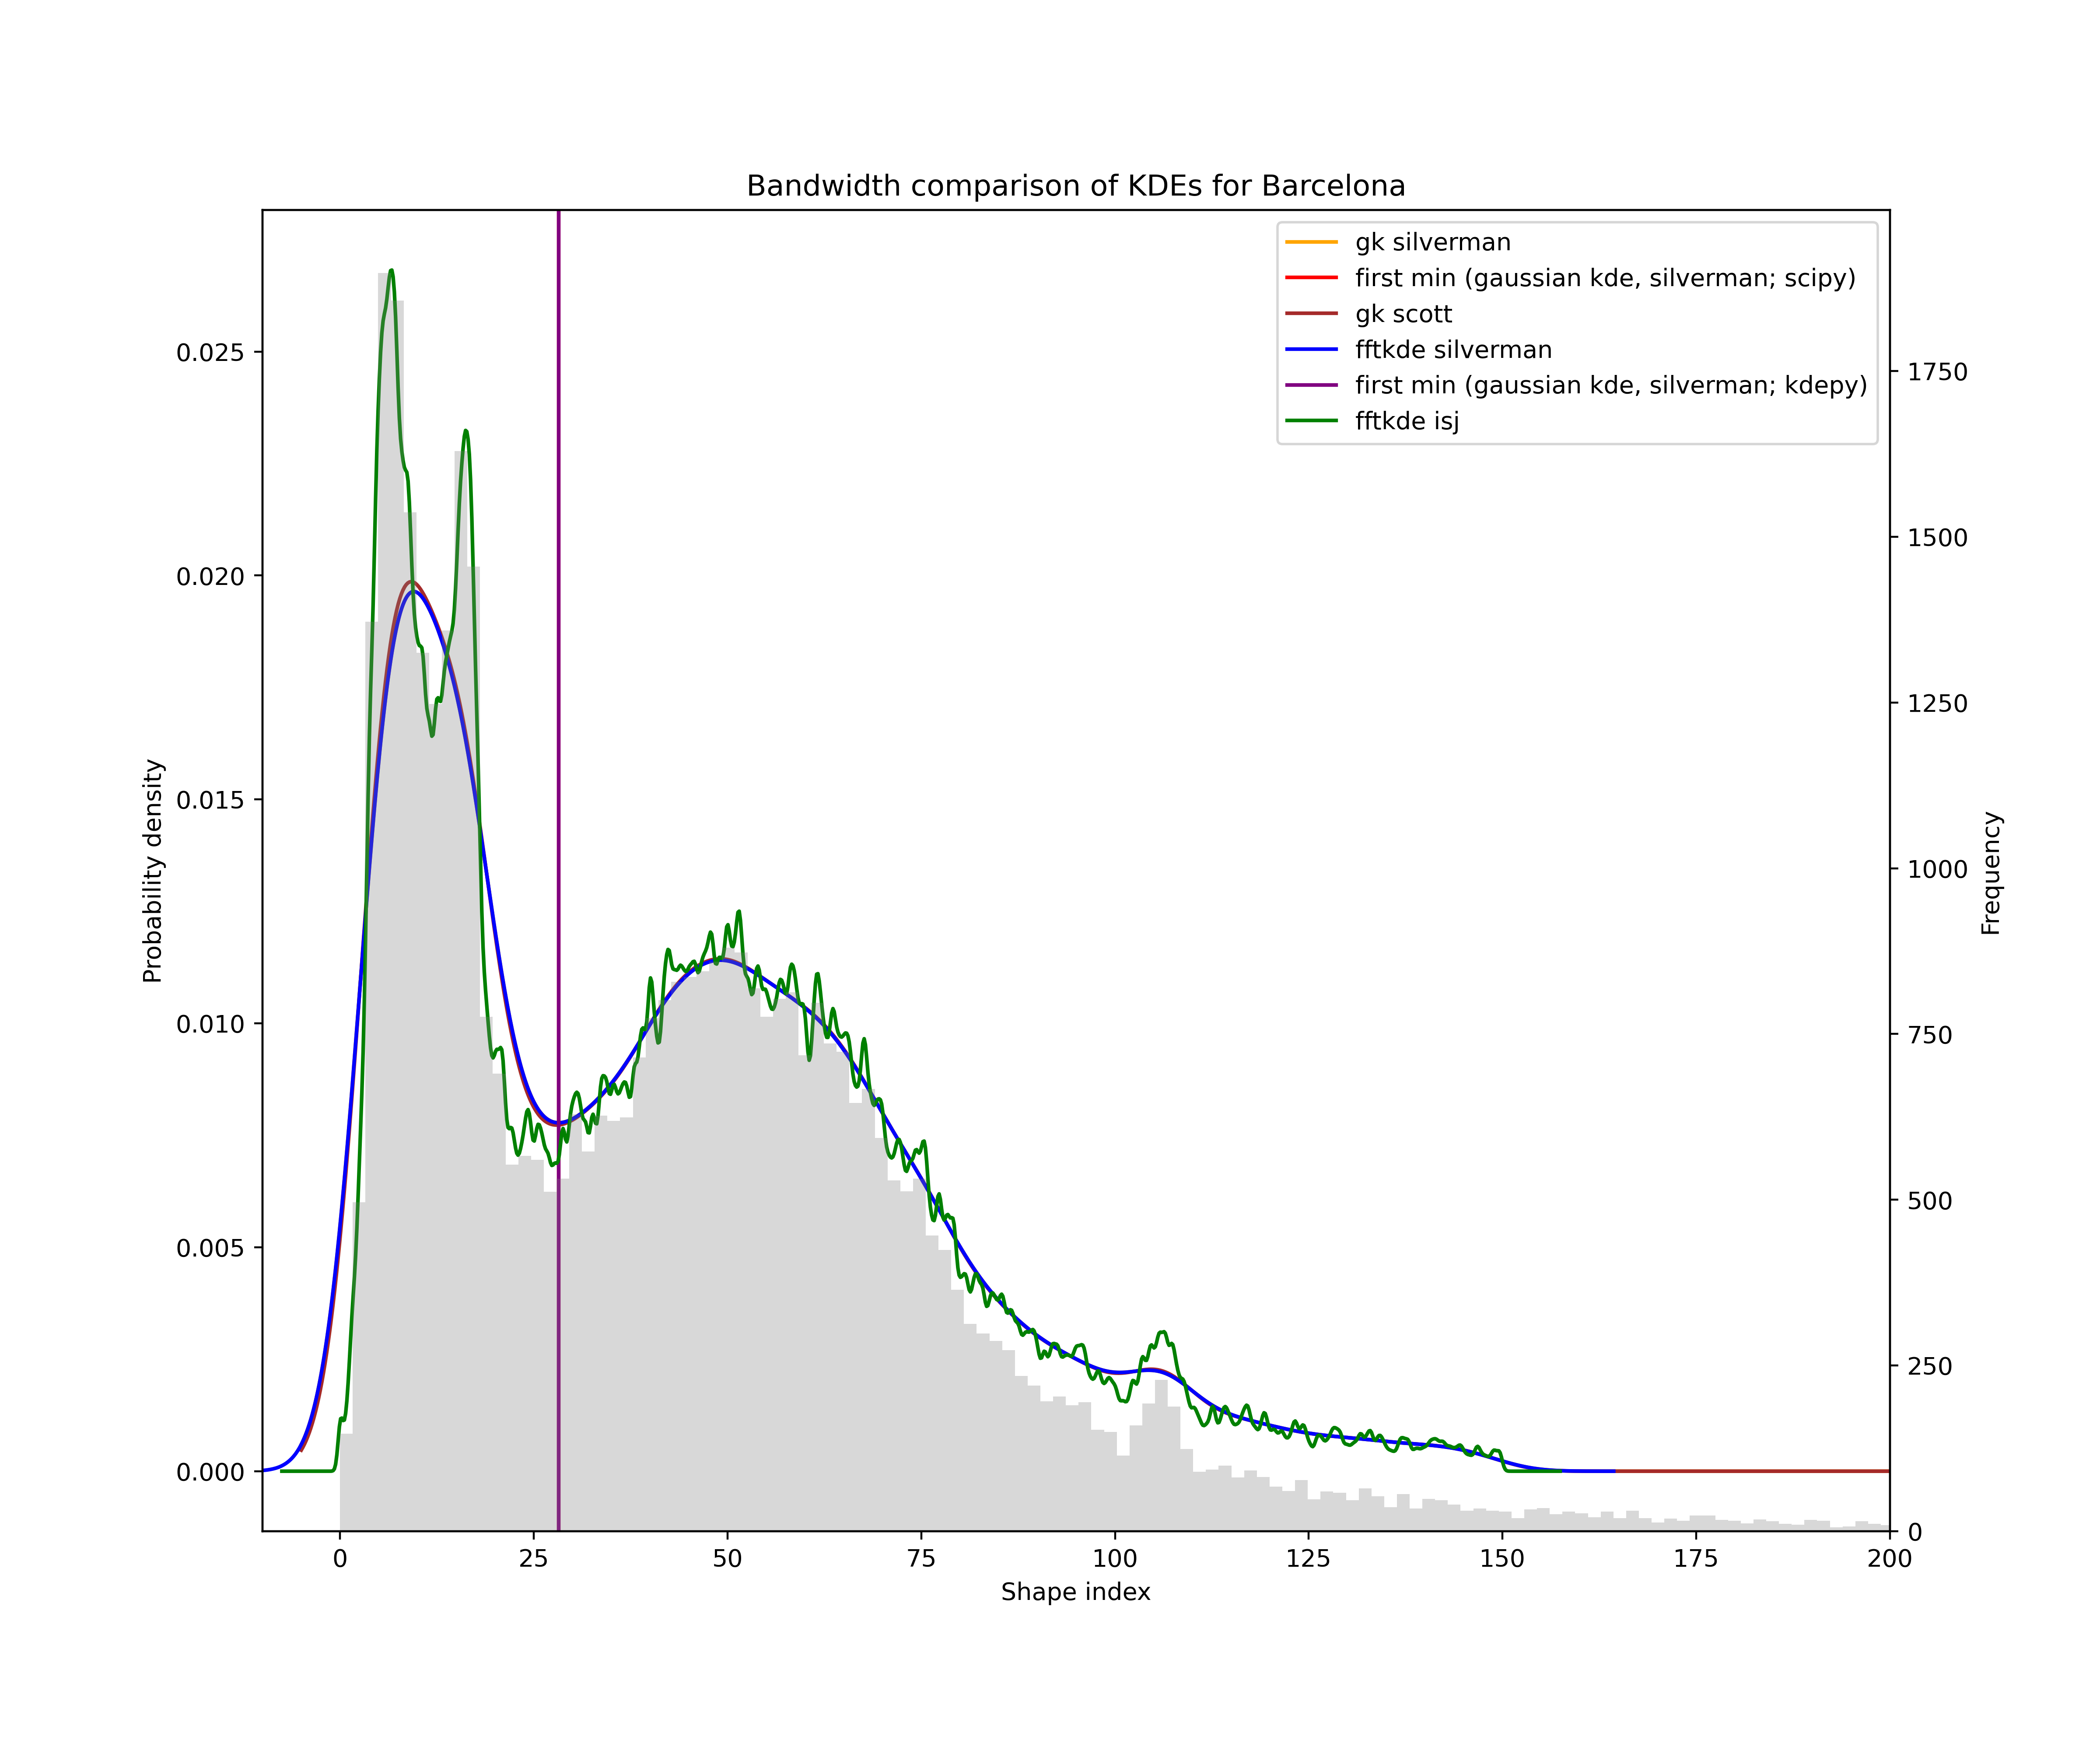 Bandwidth comparison of KDEs for Barcelona
gk silverman
first min (gaussian kde, silverman; scipy)
gk scott
fftkde silverman
first min (gaussian kde, silverman; kdepy)
fftkde isj
0.025
0.020
0.015
0.010
0.005
0.000
Probability density
1750
1500
1250
1000
750
500
250
0
Frequency
0 25 50 75 100 125 150 175 200
Shape index